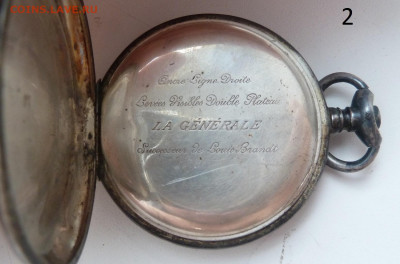 COINS.LAVE.RU
2
Ancre Ligne Droite
Levées Visibles Double Plateau
LA GÉNÉRALE
Successeur de Louis Brandt